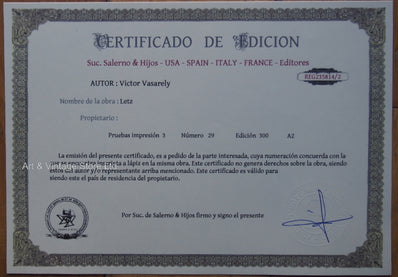 CERTIFICADO DE EDICION
Suc. Salerno & Hijos - USA - SPAIN - ITALY - FRANCE - Editores
AUTOR : Victor Vasarely
Nombre de la obra : Letz
Propietario :
Pruebas impresión 3 Número 29 Edición 300 A2
La emisión del presente certificado, es a pedido de la parte interesada, cuya numeración concuerda con la
que se encuentra inscripta a lápiz en la misma obra. Este certificado no genera derechos sobre la obra, siendo
estos del autor y/o representante arriba mencionado. Este certificado es válido para
siendo este el país de residencia del propietario.
Art &
Por Suc. de Salerno & Hijos firmo y signo el presente